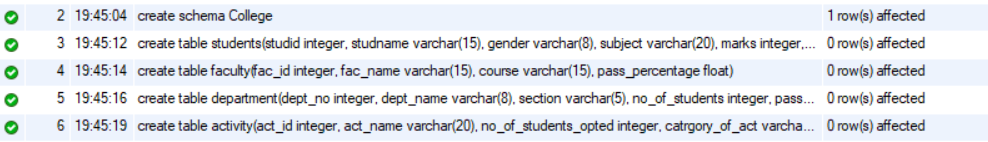 2 19:45:04 create schema College 1 row(s) affected
3 19:45:12 create table students(studid integer, studname varchar(15), gender varchar(8), subject varchar(20), marks integer,... 0 row(s) affected
4 19:45:14 create table faculty(fac_id integer, fac_name varchar(15), course varchar(15), pass_percentage float) 0 row(s) affected
5 19:45:16 create table department(dept_no integer, dept_name varchar(8), section varchar(5), no_of_students integer, pass... 0 row(s) affected
6 19:45:19 create table activity(act_id integer, act_name varchar(20), no_of_students_opted integer, catrgory_of_act varcha... 0 row(s) affected